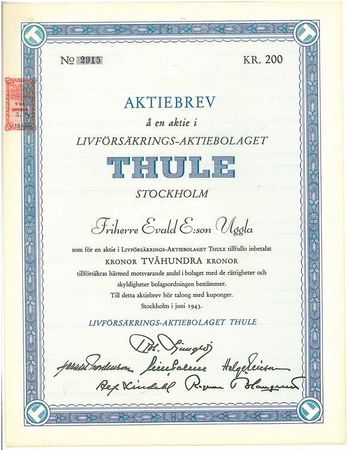 No 2915 KR. 200
AKTIEBREV
å en aktie i
LIVFÖRSÄKRINGS-AKTIEBOLAGET
THULE
STOCKHOLM
Friherre Evald E:son Uggla
som för en aktie i LIVFÖRSÄKRINGS-AKTIEBOLAGET THULE tillfullo inbetalat
KRONOR TVÅHUNDRA KRONOR
tillförsäkras härmed motsvarande andel i bolaget med de rättigheter och
skyldigheter bolagsordningen bestämmer.
Till detta aktiebrev hör talong med kuponger.
Stockholm i juni 1943.
LIVFÖRSÄKRINGS-AKTIEBOLAGET THULE